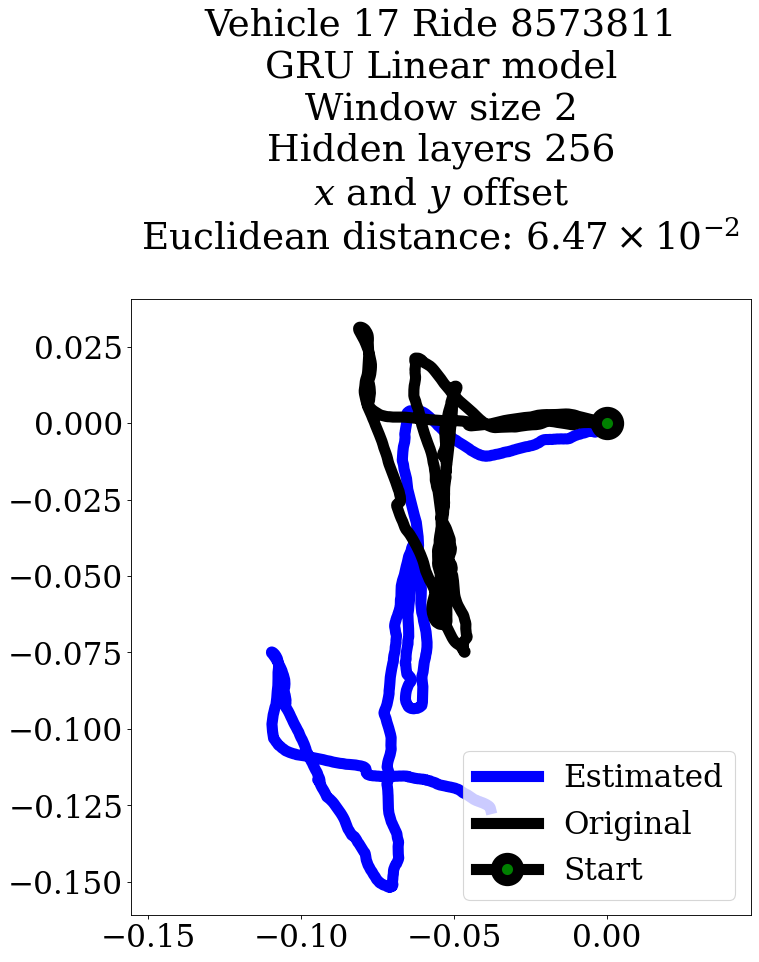 Vehicle 17 Ride 8573811
GRU Linear model
Window size 2
Hidden layers 256
x and y offset
Euclidean distance: 6.47 × 10⁻²
0.025
0.000
−0.025
−0.050
−0.075
−0.100
−0.125
−0.150
Estimated
Original
Start
−0.15 −0.10 −0.05 0.00